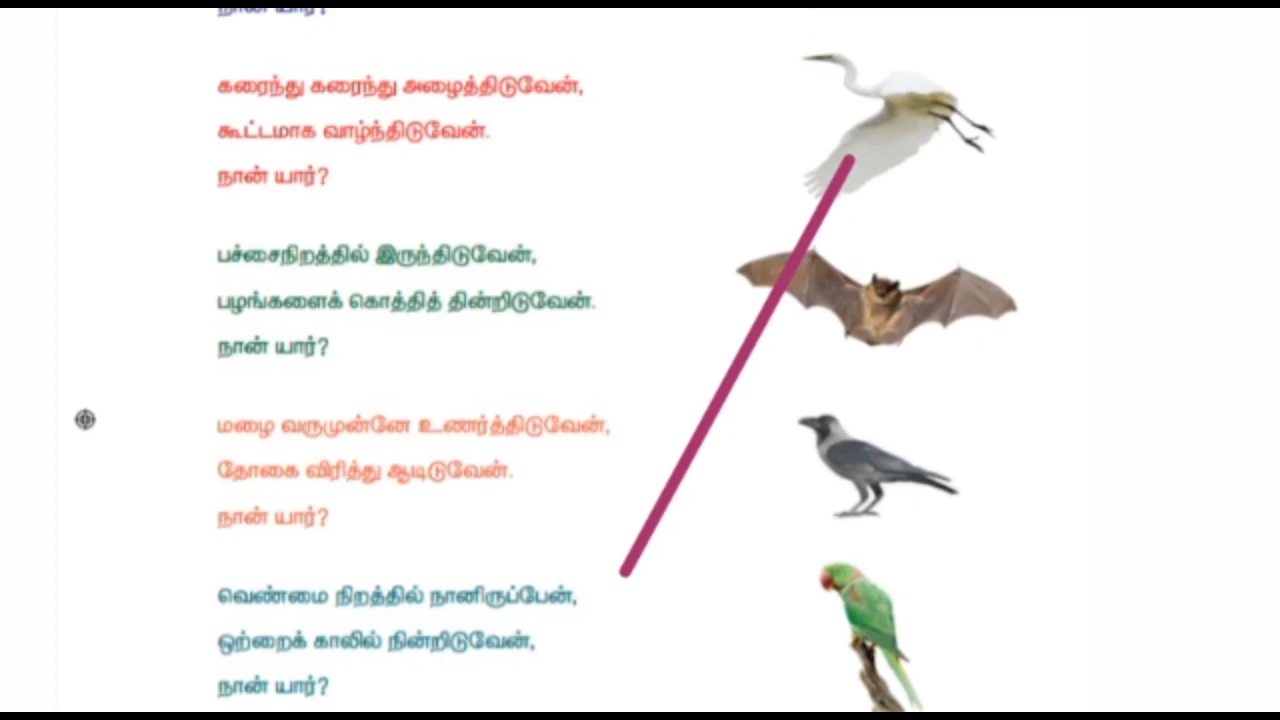 நான் யார்?
கரைந்து கரைந்து அழைத்திடுவேன்,
கூட்டமாக வாழ்ந்திடுவேன்.
நான் யார்?
பச்சைநிறத்தில் இருந்திடுவேன்,
பழங்களைக் கொத்தித் தின்றிடுவேன்.
நான் யார்?
மழை வருமுன்னே உணர்த்திடுவேன்,
தோகை விரித்து ஆடிடுவேன்.
நான் யார்?
வெண்மை நிறத்தில் நானிருப்பேன்,
ஒற்றைக் காலில் நின்றிடுவேன்,
நான் யார்?